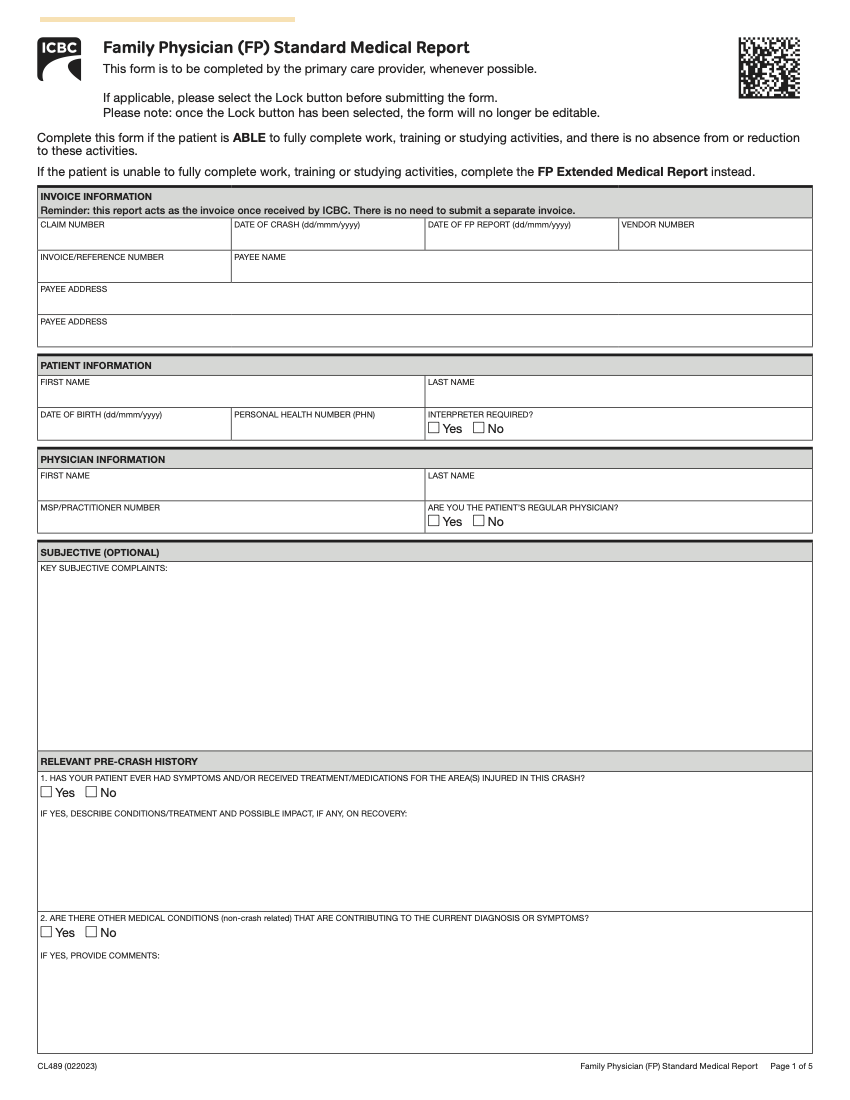 ICBC
Family Physician (FP) Standard Medical Report
This form is to be completed by the primary care provider, whenever possible.
If applicable, please select the Lock button before submitting the form.
Please note: once the Lock button has been selected, the form will no longer be editable.
Complete this form if the patient is ABLE to fully complete work, training or studying activities, and there is no absence from or reduction
to these activities.
If the patient is unable to fully complete work, training or studying activities, complete the FP Extended Medical Report instead.
INVOICE INFORMATION
Reminder: this report acts as the invoice once received by ICBC. There is no need to submit a separate invoice.
CLAIM NUMBER DATE OF CRASH (dd/mmm/yyyy) DATE OF FP REPORT (dd/mmm/yyyy) VENDOR NUMBER
INVOICE/REFERENCE NUMBER PAYEE NAME
PAYEE ADDRESS
PAYEE ADDRESS
PATIENT INFORMATION
FIRST NAME LAST NAME
DATE OF BIRTH (dd/mmm/yyyy) PERSONAL HEALTH NUMBER (PHN) INTERPRETER REQUIRED?
Yes No
PHYSICIAN INFORMATION
FIRST NAME LAST NAME
MSP/PRACTITIONER NUMBER ARE YOU THE PATIENT'S REGULAR PHYSICIAN?
Yes No
SUBJECTIVE (OPTIONAL)
KEY SUBJECTIVE COMPLAINTS:
RELEVANT PRE-CRASH HISTORY
1. HAS YOUR PATIENT EVER HAD SYMPTOMS AND/OR RECEIVED TREATMENT/MEDICATIONS FOR THE AREA(S) INJURED IN THIS CRASH?
Yes No
IF YES, DESCRIBE CONDITIONS/TREATMENT AND POSSIBLE IMPACT, IF ANY, ON RECOVERY:
2. ARE THERE OTHER MEDICAL CONDITIONS (non-crash related) THAT ARE CONTRIBUTING TO THE CURRENT DIAGNOSIS OR SYMPTOMS?
Yes No
IF YES, PROVIDE COMMENTS:
CL489 (022023) Family Physician (FP) Standard Medical Report Page 1 of 5